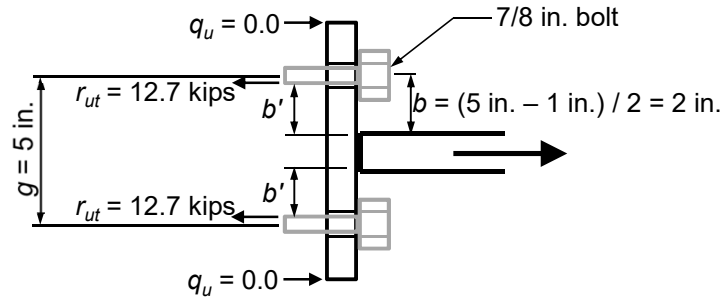 q_u = 0.0
7/8 in. bolt
r_ut = 12.7 kips
b'
b = (5 in. – 1 in.) / 2 = 2 in.
g = 5 in.
b'
r_ut = 12.7 kips
q_u = 0.0